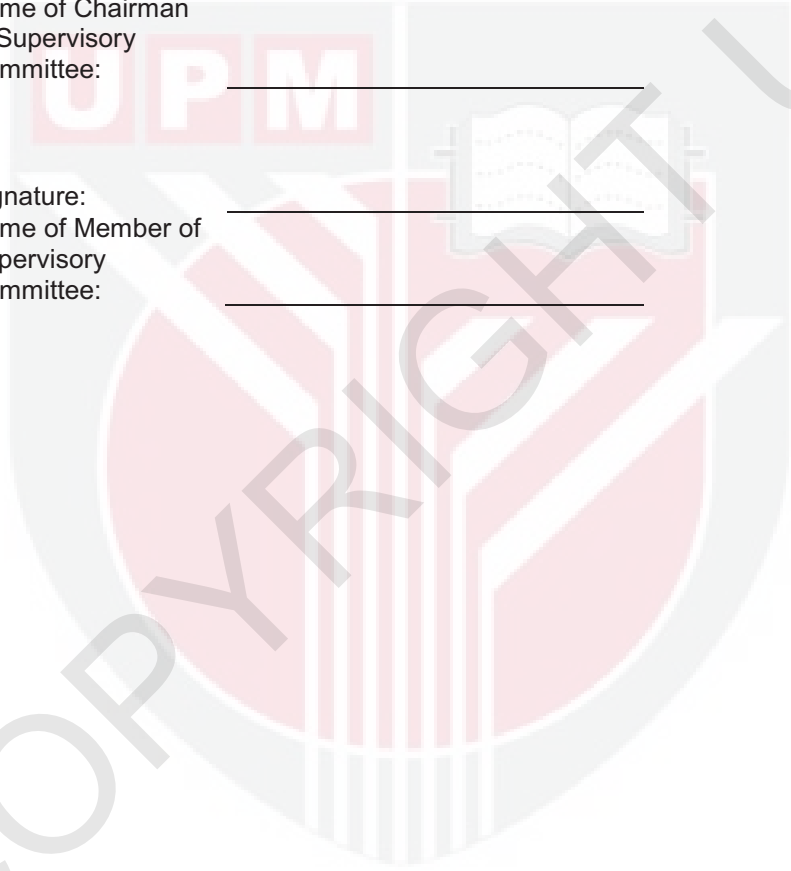 me of Chairman
Supervisory
mmittee:
UPM
gnature:
me of Member of
pervisory
mmittee:
COPYRIGHT U